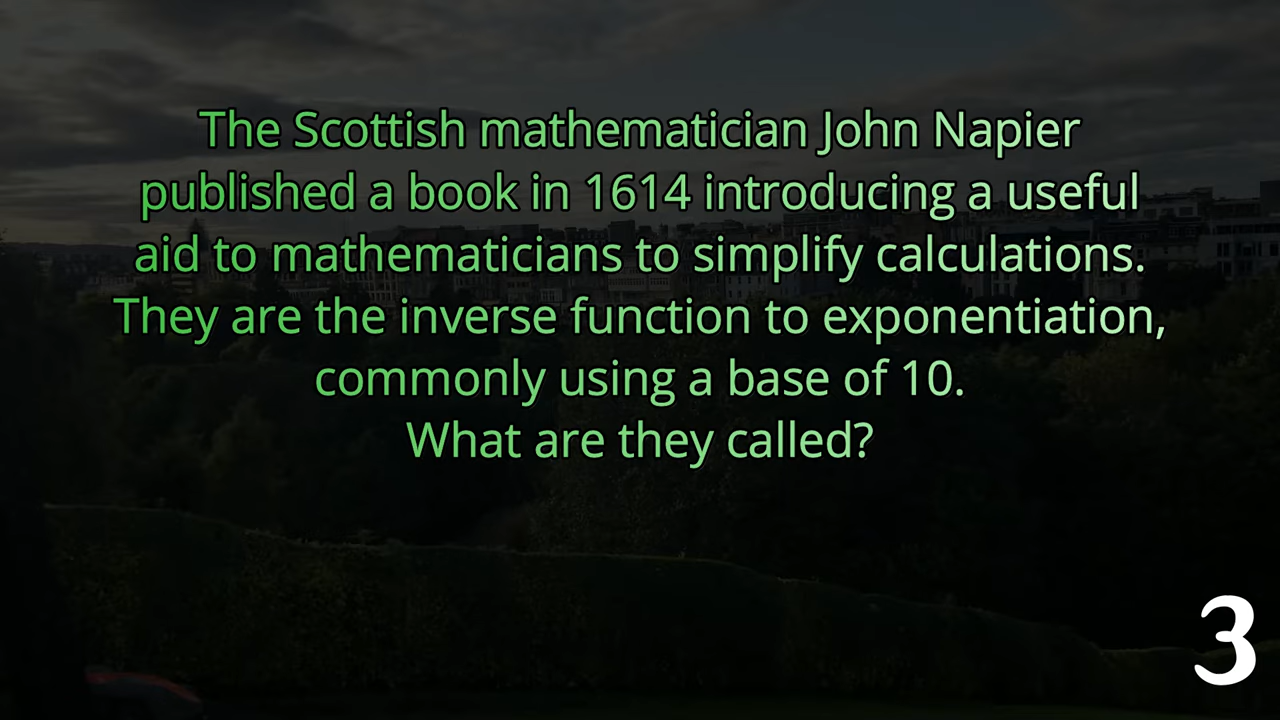 The Scottish mathematician John Napier
published a book in 1614 introducing a useful
aid to mathematicians to simplify calculations.
They are the inverse function to exponentiation,
commonly using a base of 10.
What are they called?
3